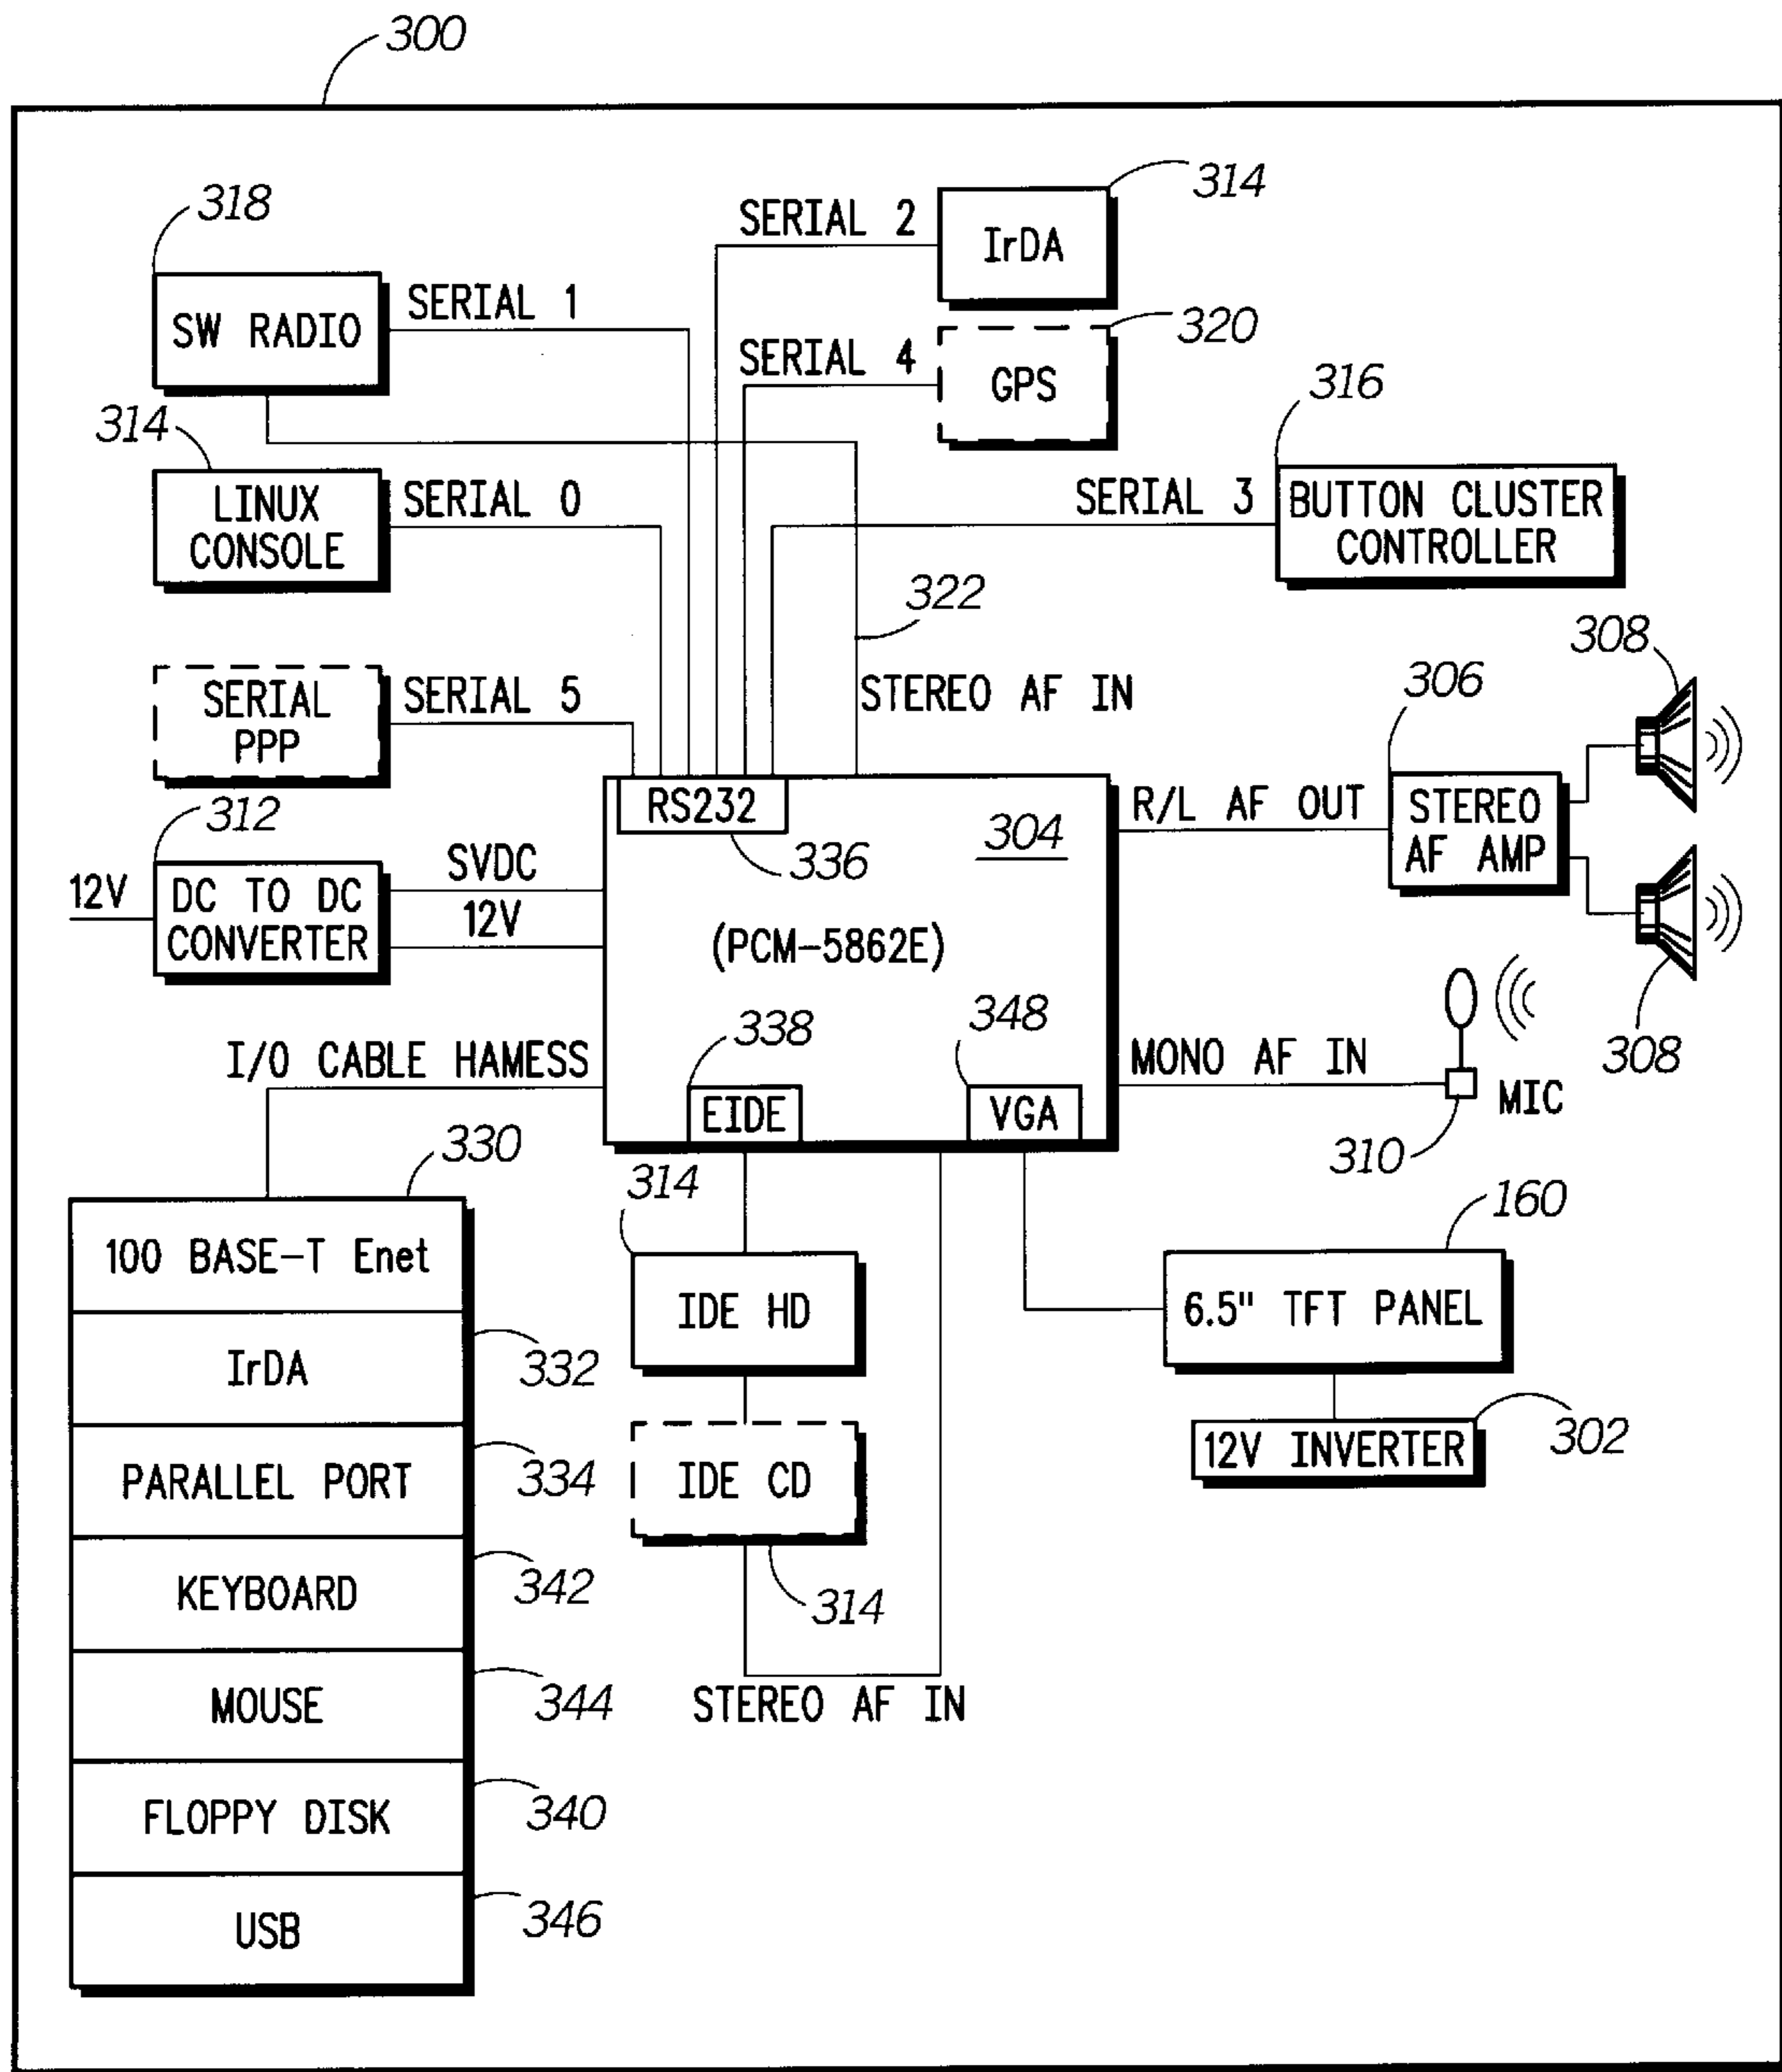 300
318
SERIAL 2
314
IrDA
SW RADIO
SERIAL 1
320
SERIAL 4
GPS
316
314
LINUX
CONSOLE
SERIAL 0
SERIAL 3
BUTTON CLUSTER
CONTROLLER
322
308
SERIAL
PPP
SERIAL 5
STEREO AF IN
306
RS232
336
304
R/L AF OUT
STEREO
AF AMP
312
12V
DC TO DC
CONVERTER
SVDC
12V
(PCM-5862E)
308
I/O CABLE HAMESS
338
EIDE
348
VGA
MONO AF IN
MIC
310
330
314
160
100 BASE-T Enet
IDE HD
6.5" TFT PANEL
IrDA
332
12V INVERTER
302
PARALLEL PORT
334
IDE CD
314
KEYBOARD
342
MOUSE
344
STEREO AF IN
FLOPPY DISK
340
USB
346